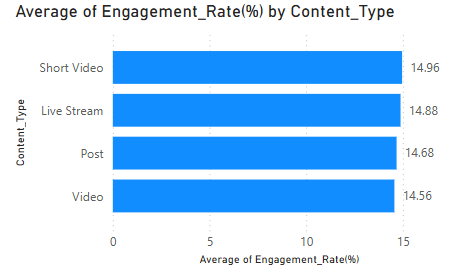 Average of Engagement_Rate(%) by Content_Type
Content_Type
Short Video 14.96
Live Stream 14.88
Post 14.68
Video 14.56
0 5 10 15
Average of Engagement_Rate(%)